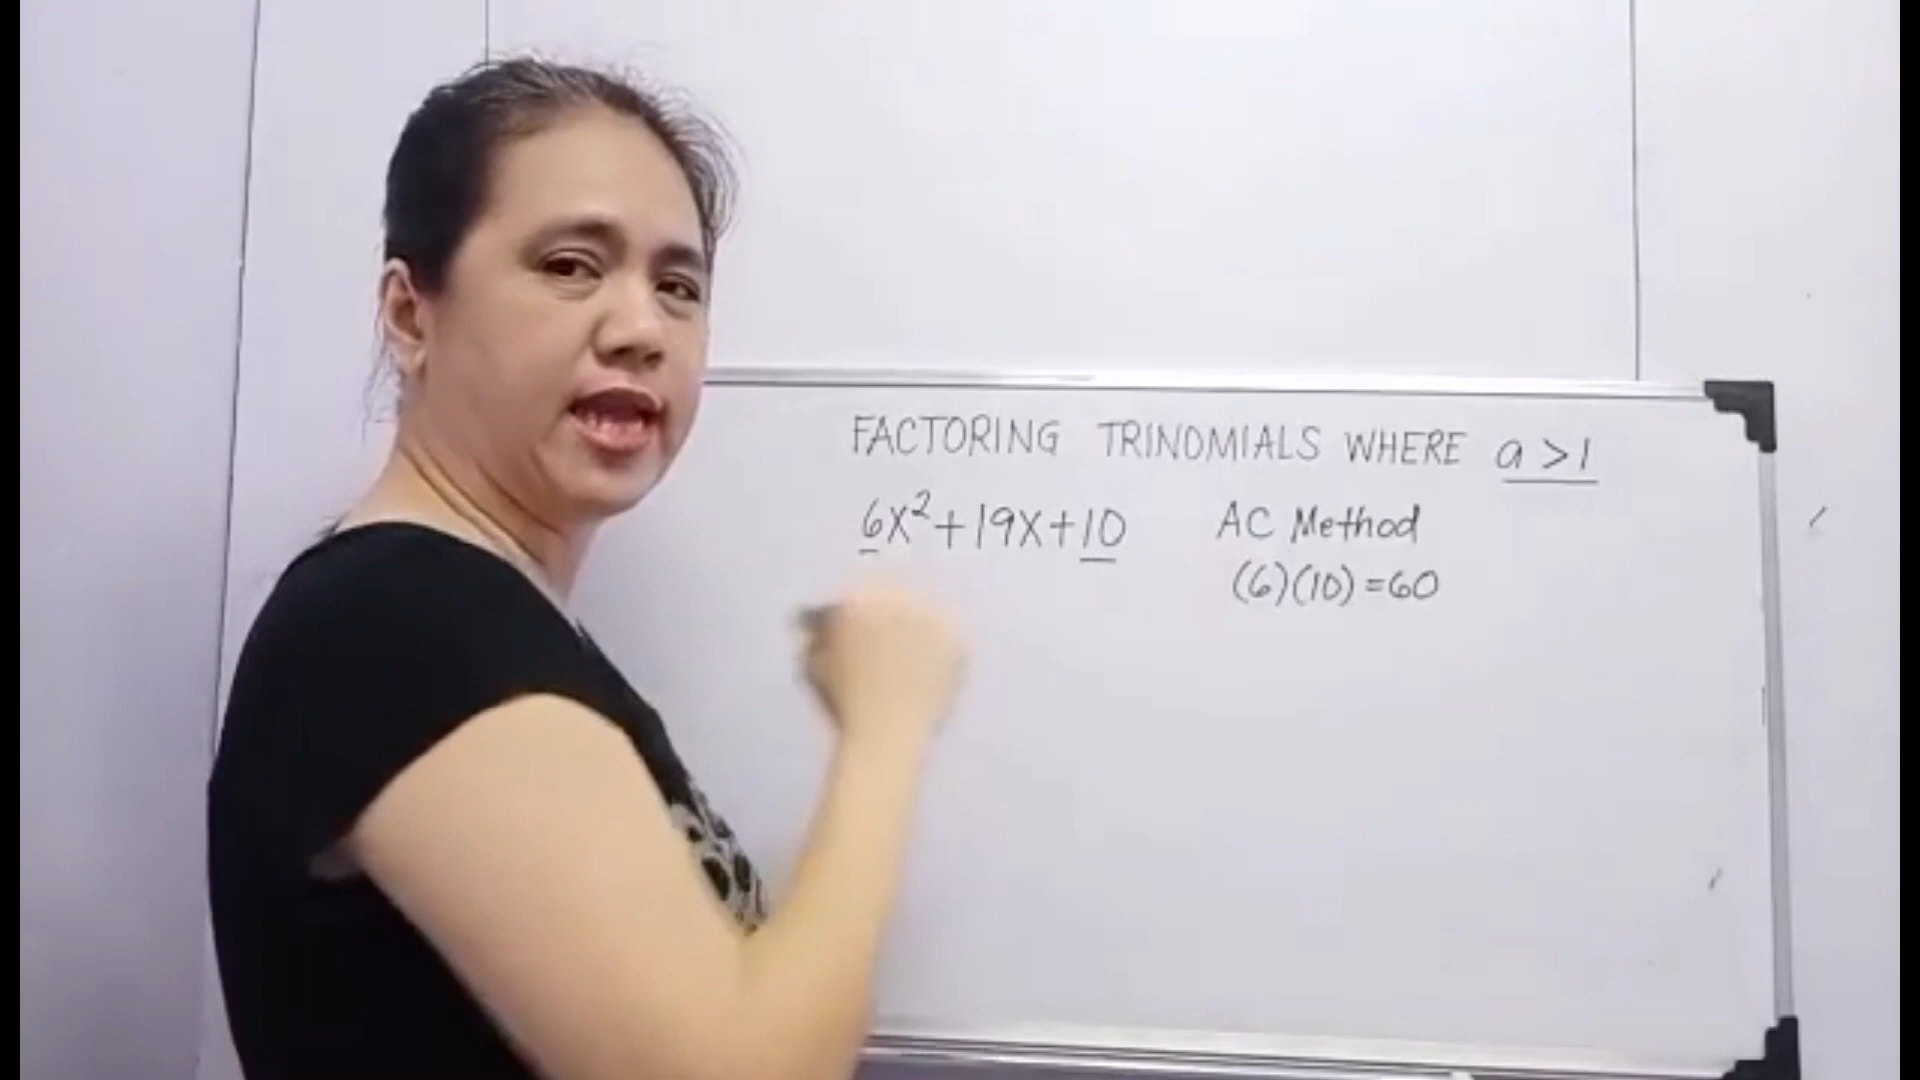 FACTORING TRINOMIALS WHERE a > 1
6x²+19x+10 AC Method
(6)(10)=60